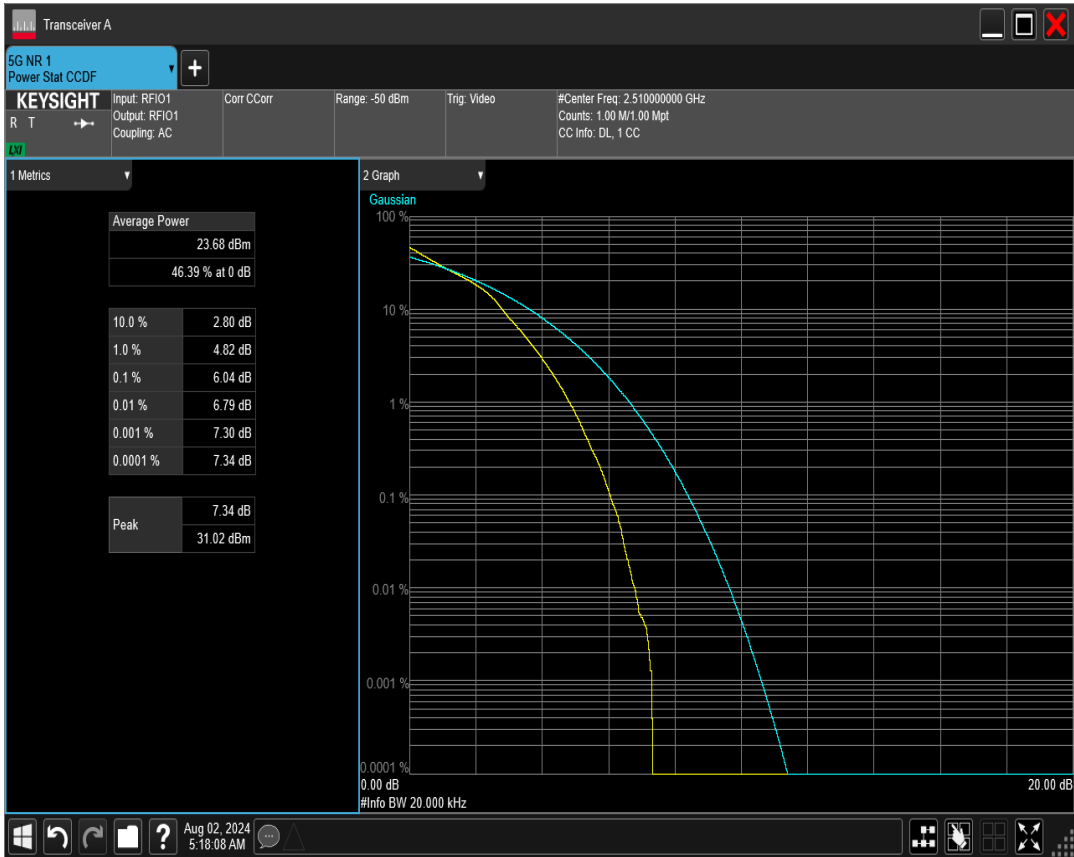 Transceiver A
5G NR 1
Power Stat CCDF
KEYSIGHT
R T
LXI
Input: RFIO1
Output: RFIO1
Coupling: AC
Corr CCorr
Range: -50 dBm
Trig: Video
#Center Freq: 2.510000000 GHz
Counts: 1.00 M/1.00 Mpt
CC Info: DL, 1 CC
1 Metrics
Average Power
23.68 dBm
46.39 % at 0 dB
10.0 % 2.80 dB
1.0 % 4.82 dB
0.1 % 6.04 dB
0.01 % 6.79 dB
0.001 % 7.30 dB
0.0001 % 7.34 dB
Peak 7.34 dB
31.02 dBm
2 Graph
Gaussian
100 %
10 %
1 %
0.1 %
0.01 %
0.001 %
0.0001 %
0.00 dB 20.00 dB
#Info BW 20.000 kHz
Aug 02, 2024
5:18:08 AM